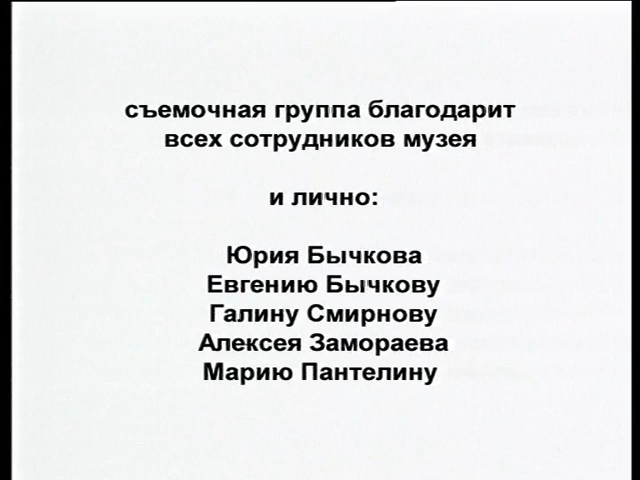 съемочная группа благодарит
всех сотрудников музея
и лично:
Юрия Бычкова
Евгению Бычкову
Галину Смирнову
Алексея Замораева
Марию Пантелину